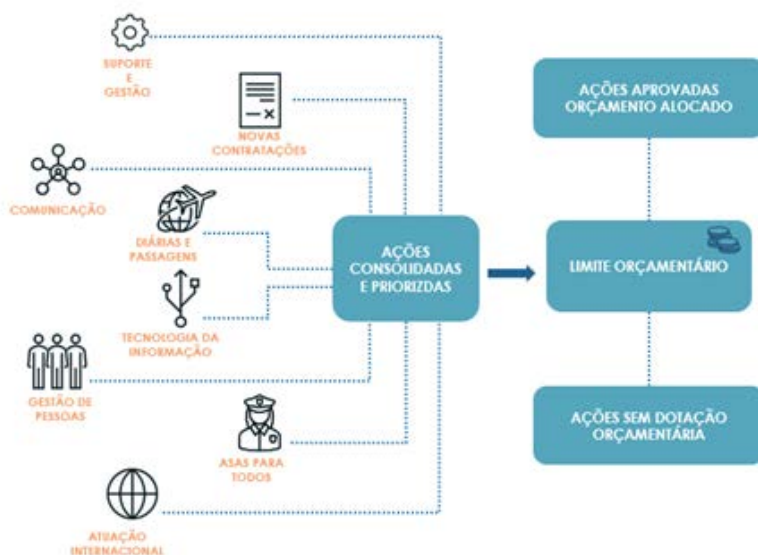 SUPORTE
E
GESTÃO
NOVAS
CONTRATAÇÕES
COMUNICAÇÃO
DIÁRIAS E
PASSAGENS
TECNOLOGIA DA
INFORMAÇÃO
GESTÃO DE
PESSOAS
ASAS PARA
TODOS
ATUAÇÃO
INTERNACIONAL
AÇÕES
CONSOLIDADAS
E PRIORIZDAS
AÇÕES APROVADAS
ORÇAMENTO ALOCADO
LIMITE ORÇAMENTÁRIO
AÇÕES SEM DOTAÇÃO
ORÇAMENTÁRIA